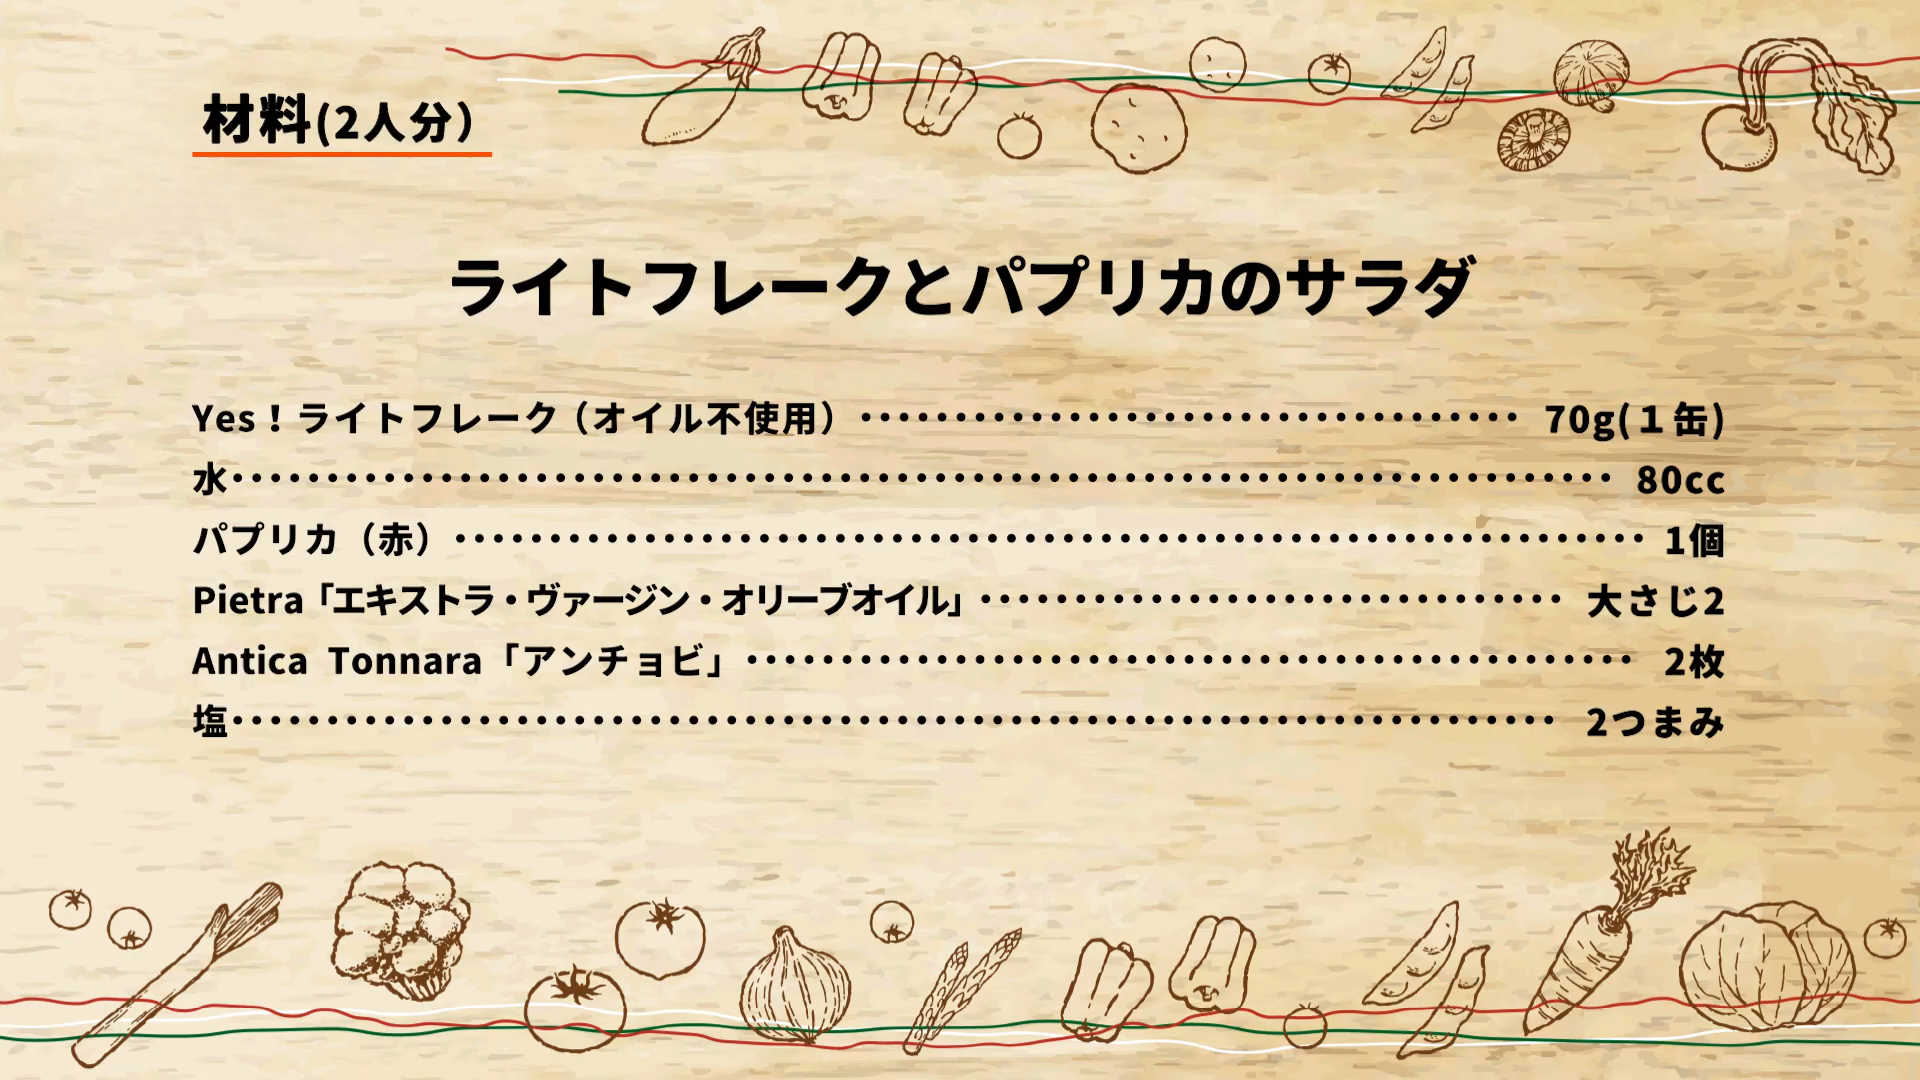 材料(2人分)
ライトフレークとパプリカのサラダ
Yes！ライトフレーク（オイル不使用）・・・・・・・・・・・・・・・・・・・・・・・・・・・・・・・・・・・ 70g(１缶)
水・・・・・・・・・・・・・・・・・・・・・・・・・・・・・・・・・・・・・・・・・・・・・・・・・・・・・・・・・・・・・・・・・・・・・・・・・ 80cc
パプリカ（赤）・・・・・・・・・・・・・・・・・・・・・・・・・・・・・・・・・・・・・・・・・・・・・・・・・・・・・・・・・・・・・・・ 1個
Pietra「エキストラ・ヴァージン・オリーブオイル」・・・・・・・・・・・・・・・・・・・・・・・・・・・・・・・ 大さじ2
Antica Tonnara「アンチョビ」・・・・・・・・・・・・・・・・・・・・・・・・・・・・・・・・・・・・・・・・・・・・・・・ 2枚
塩・・・・・・・・・・・・・・・・・・・・・・・・・・・・・・・・・・・・・・・・・・・・・・・・・・・・・・・・・・・・・・・・・・・・・・ 2つまみ